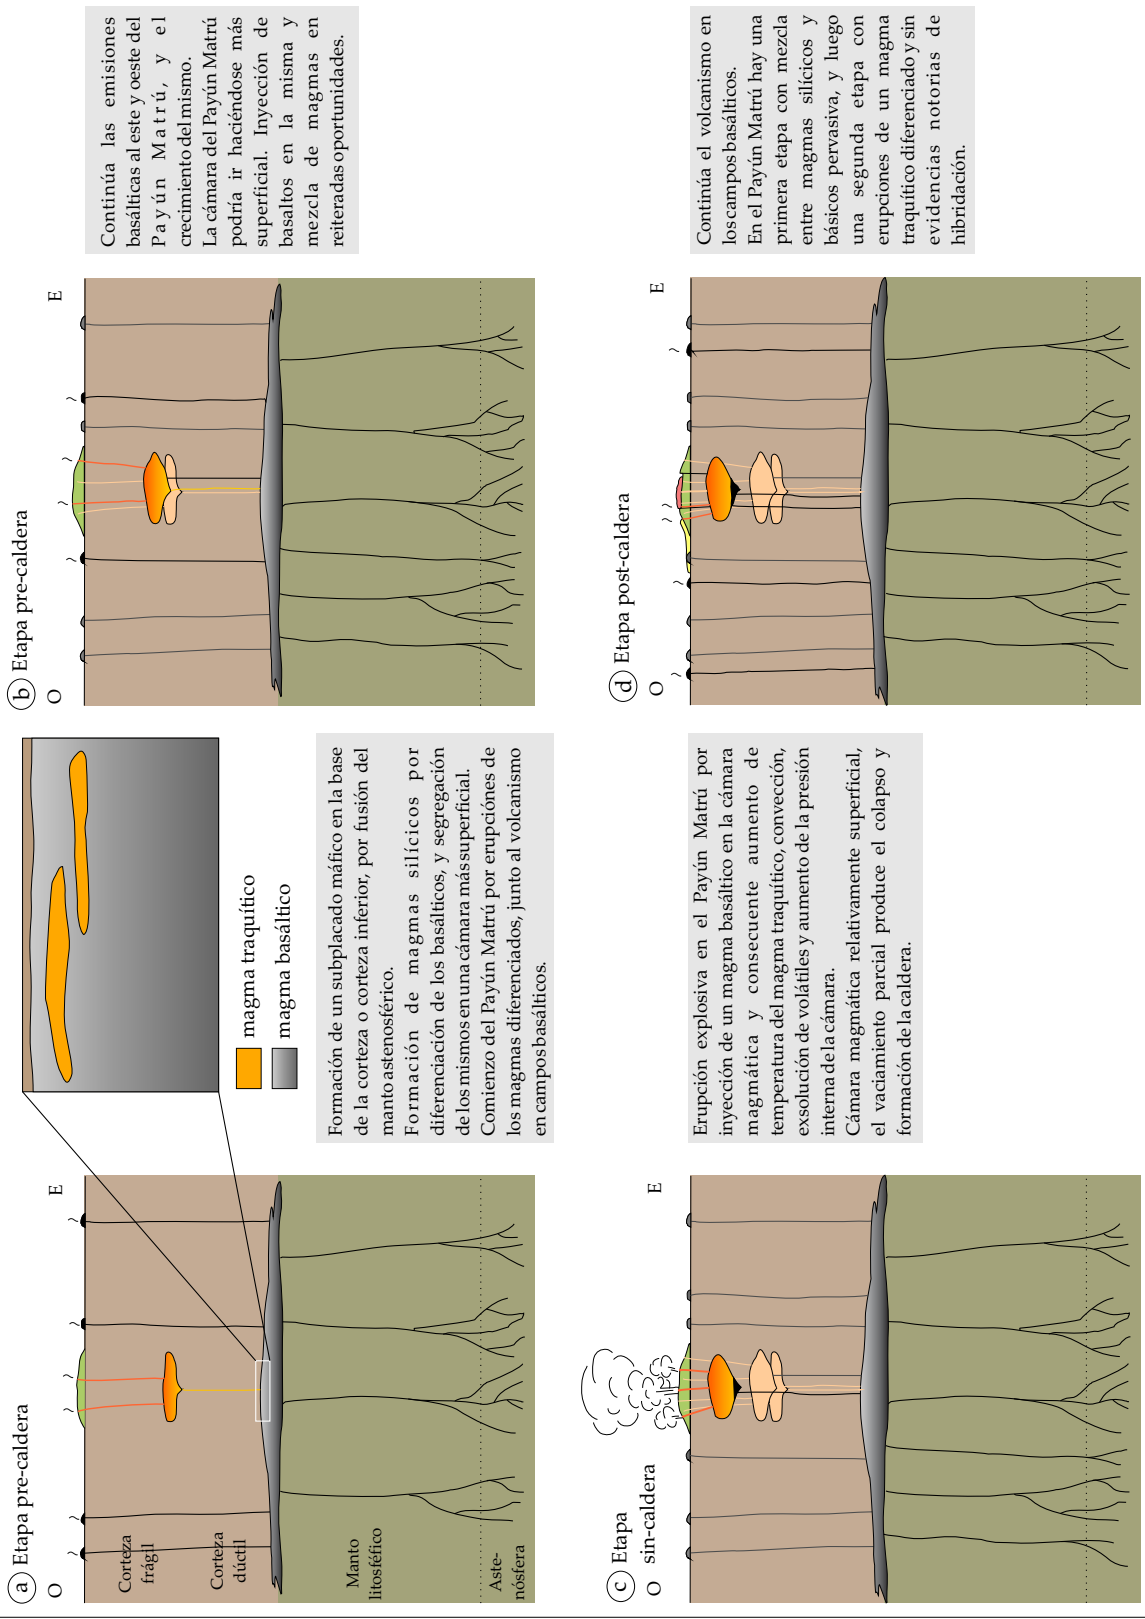 a Etapa pre-caldera
O
E
Corteza
frágil
Corteza
dúctil
Manto
litosféfico
Aste-
nósfera
magma traquítico
magma basáltico
Formación de un subplacado máfico en la base
de la corteza o corteza inferior, por fusión del
manto astenosférico.
Formación de magmas silícicos por
diferenciación de los basálticos, y segregación
de los mismos en una cámara más superficial.
Comienzo del Payún Matrú por erupciónes de
los magmas diferenciados, junto al volcanismo
en campos basálticos.
b Etapa pre-caldera
O
E
Continúa las emisiones
basálticas al este y oeste del
Payún Matrú, y el
crecimiento del mismo.
La cámara del Payún Matrú
podría ir haciéndose más
superficial. Inyección de
basaltos en la misma y
mezcla de magmas en
reiteradas oportunidades.
c Etapa
sin-caldera
O
E
Erupción explosiva en el Payún Matrú por
inyección de un magma basáltico en la cámara
magmática y consecuente aumento de
temperatura del magma traquítico, convección,
exsolución de volátiles y aumento de la presión
interna de la cámara.
Cámara magmática relativamente superficial,
el vaciamiento parcial produce el colapso y
formación de la caldera.
d Etapa post-caldera
O
E
Continúa el volcanismo en
los campos basálticos.
En el Payún Matrú hay una
primera etapa con mezcla
entre magmas silícicos y
básicos pervasiva, y luego
una segunda etapa con
erupciones de un magma
traquítico diferenciado y sin
evidencias notorias de
hibridación.